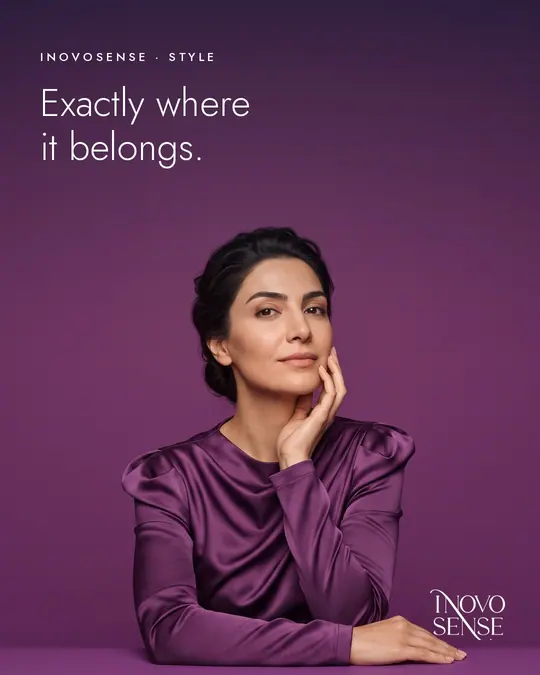 INOVOSENSE · STYLE
Exactly where
it belongs.
INOVO
SENSE